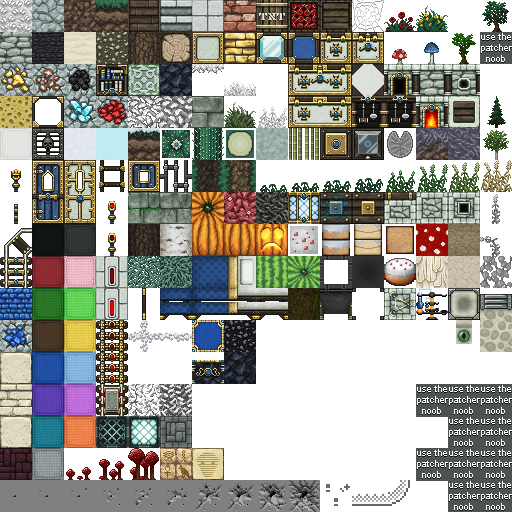 TXT
use the
patcher
noob
use the use the use the
patcher patcher patcher
noob noob noob
use the use the
patcher patcher
noob noob
use the use the use the
patcher patcher patcher
noob noob noob
use the use the
patcher patcher
noob noob